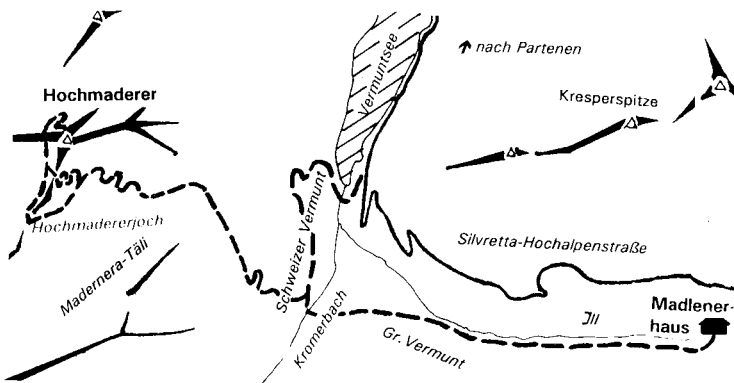 ↑ nach Partenen
Vermuntsee
Hochmaderer
Kresperspitze
Hochmadererjoch
Schweizer Vermunt
Silvretta-Hochalpenstraße
Madernera-Täli
Kromerbach
Gr. Vermunt
Ill
Madlener-
haus